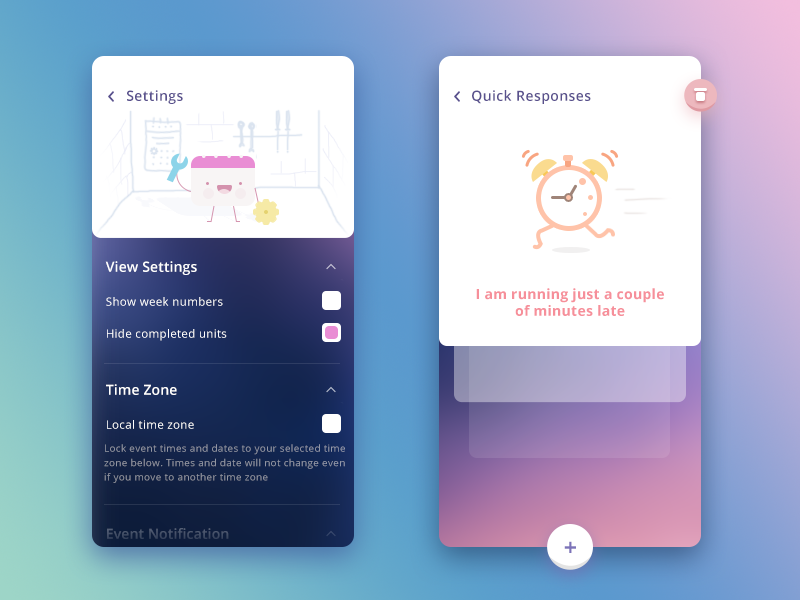 Settings
View Settings
Show week numbers
Hide completed units
Time Zone
Local time zone
Lock event times and dates to your selected time
zone below. Times and date will not change even
if you move to another time zone
Event Notification
Quick Responses
I am running just a couple
of minutes late